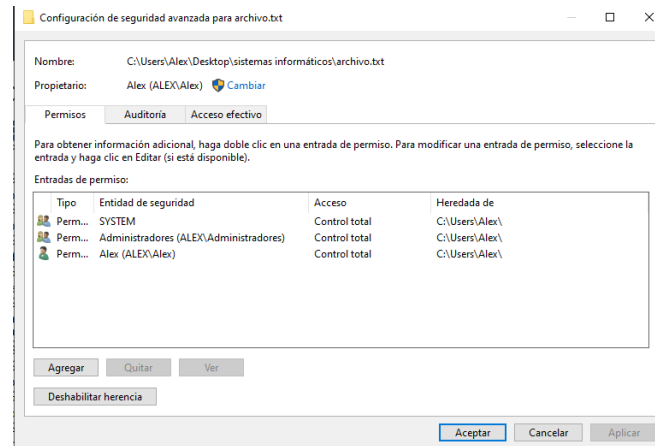 Configuración de seguridad avanzada para archivo.txt
Nombre: C:\Users\Alex\Desktop\sistemas informáticos\archivo.txt
Propietario: Alex (ALEX\Alex) Cambiar
Permisos Auditoría Acceso efectivo
Para obtener información adicional, haga doble clic en una entrada de permiso. Para modificar una entrada de permiso, seleccione la
entrada y haga clic en Editar (si está disponible).
Entradas de permiso:
Tipo Entidad de seguridad Acceso Heredada de
Perm... SYSTEM Control total C:\Users\Alex\
Perm... Administradores (ALEX\Administradores) Control total C:\Users\Alex\
Perm... Alex (ALEX\Alex) Control total C:\Users\Alex\
Agregar Quitar Ver
Deshabilitar herencia
Aceptar Cancelar Aplicar